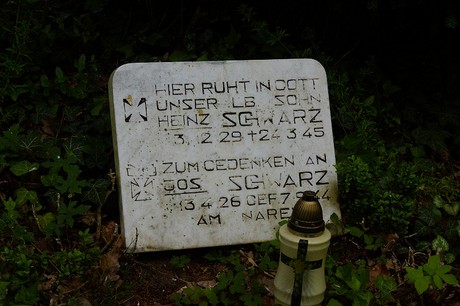 HIER RUHT IN GOTT
UNSER LB SOHN
HEINZ SCHWARZ
3 12 29 + 24 3 45
ZUM GEDENKEN AN
JOS SCHWARZ
13 4 26 GEF 7 44
AM NAREW